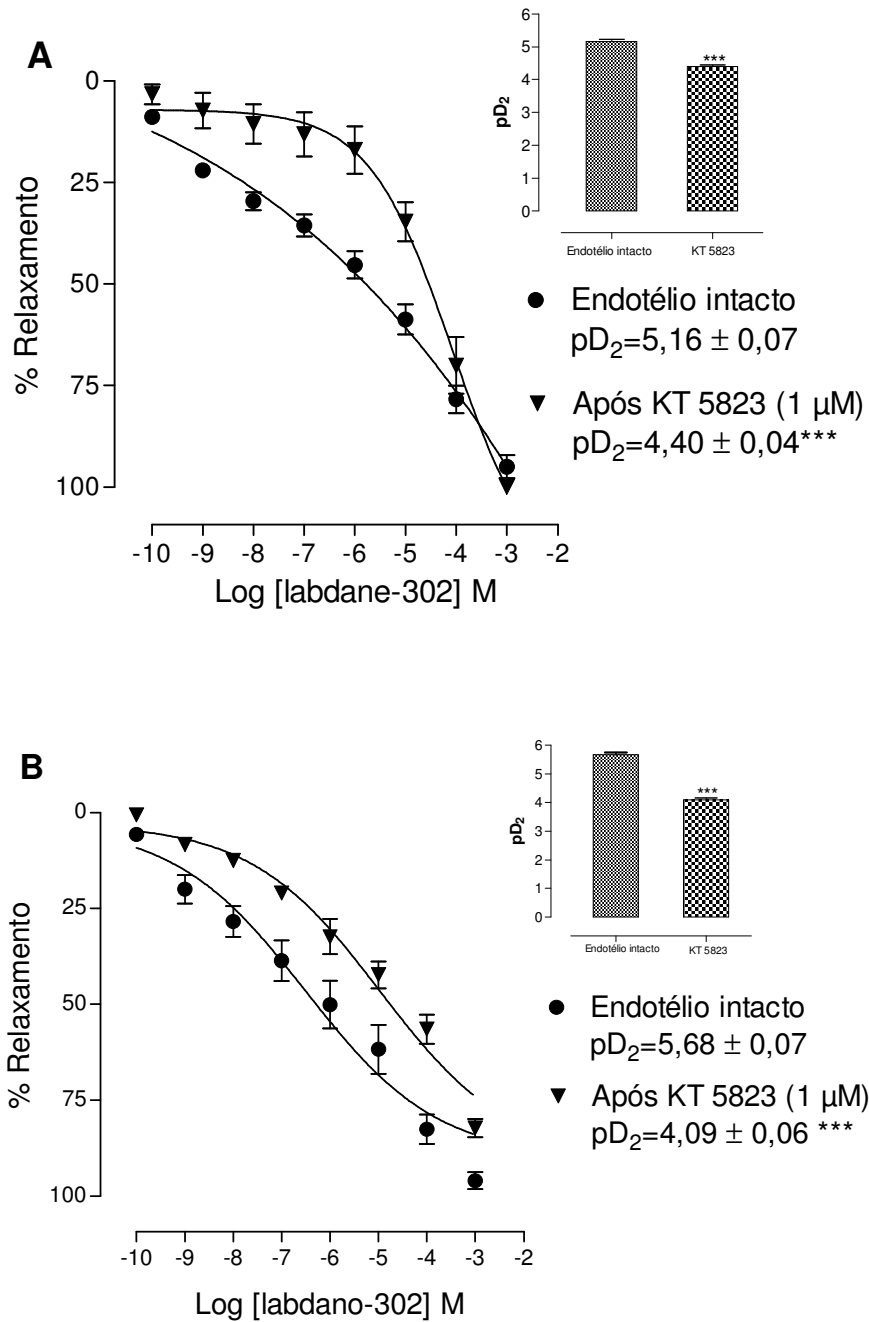 A
% Relaxamento
0
25
50
75
100
-10 -9 -8 -7 -6 -5 -4 -3 -2
Log [labdane-302] M
pD₂
6
5
4
3
2
1
0
***
Endotélio intacto KT 5823
Endotélio intacto
pD₂=5,16 ± 0,07
Após KT 5823 (1 µM)
pD₂=4,40 ± 0,04***
B
% Relaxamento
0
25
50
75
100
-10 -9 -8 -7 -6 -5 -4 -3 -2
Log [labdano-302] M
pD₂
6
5
4
3
2
1
0
***
Endotélio intacto KT 5823
Endotélio intacto
pD₂=5,68 ± 0,07
Após KT 5823 (1 µM)
pD₂=4,09 ± 0,06 ***